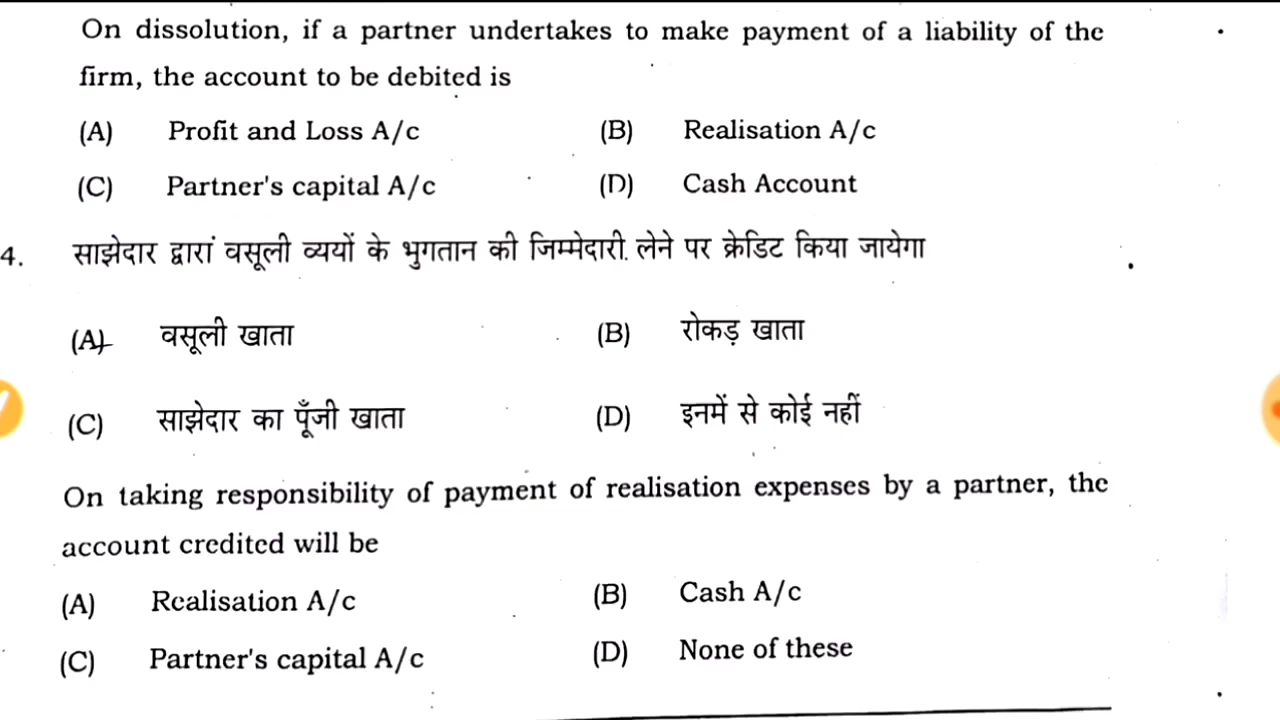 On dissolution, if a partner undertakes to make payment of a liability of the
firm, the account to be debited is
(A) Profit and Loss A/c (B) Realisation A/c
(C) Partner's capital A/c (D) Cash Account
4. साझेदार द्वारां वसूली व्ययों के भुगतान की जिम्मेदारी लेने पर क्रेडिट किया जायेगा
(A) वसूली खाता (B) रोकड़ खाता
(C) साझेदार का पूँजी खाता (D) इनमें से कोई नहीं
On taking responsibility of payment of realisation expenses by a partner, the
account credited will be
(A) Realisation A/c (B) Cash A/c
(C) Partner's capital A/c (D) None of these